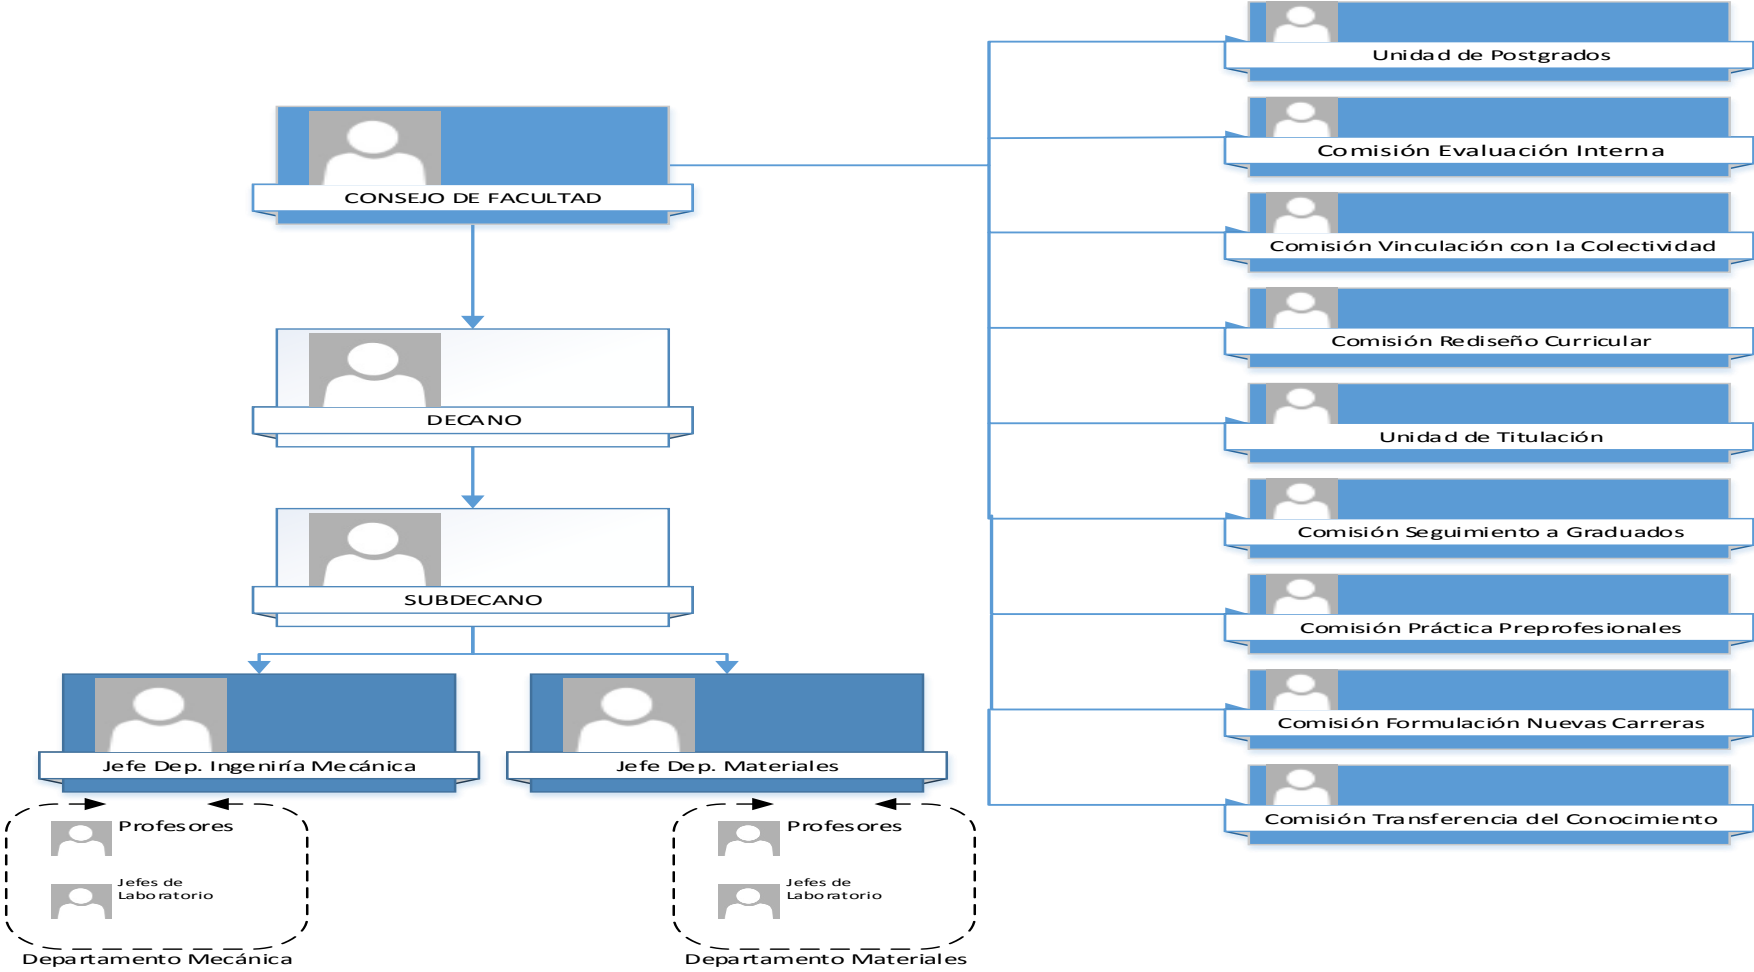 CONSEJO DE FACULTAD
DECANO
SUBDECANO
Jefe Dep. Ingeniría Mecánica
Jefe Dep. Materiales
Profesores
Jefes de
Laboratorio
Departamento Mecánica
Profesores
Jefes de
Laboratorio
Departamento Materiales
Unidad de Postgrados
Comisión Evaluación Interna
Comisión Vinculación con la Colectividad
Comisión Rediseño Curricular
Unidad de Titulación
Comisión Seguimiento a Graduados
Comisión Práctica Preprofesionales
Comisión Formulación Nuevas Carreras
Comisión Transferencia del Conocimiento